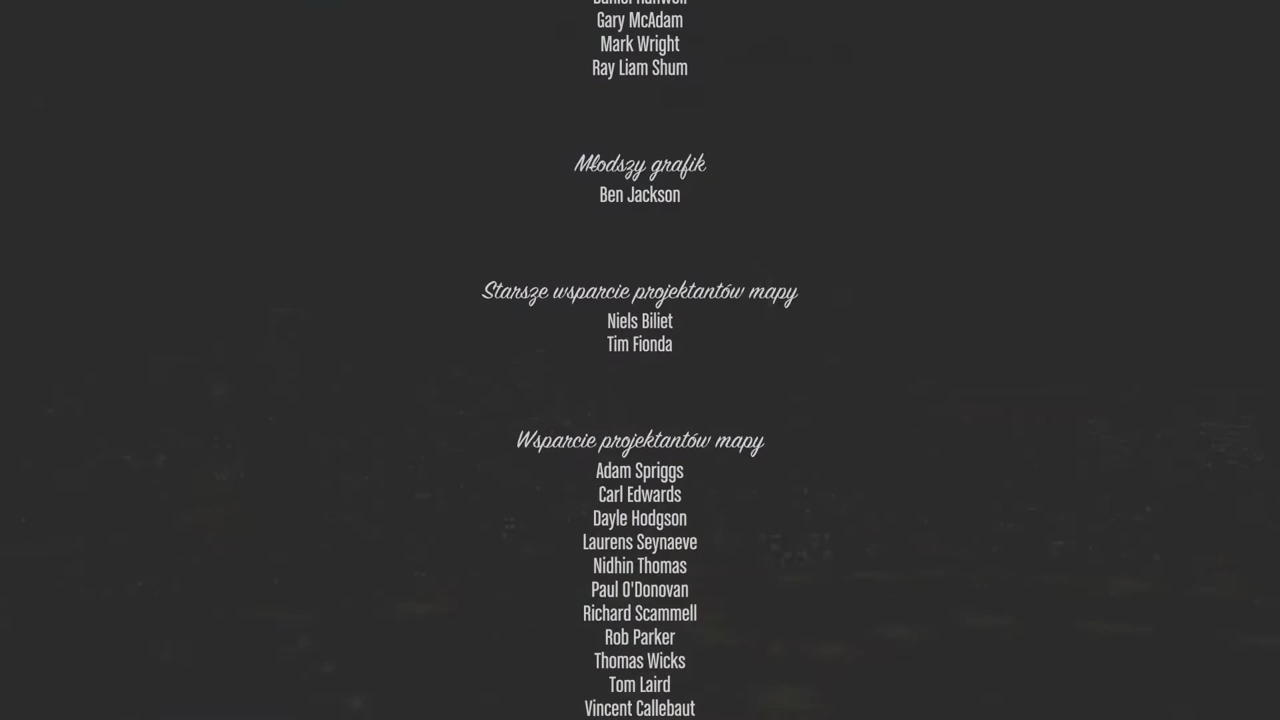 Gary McAdam
Mark Wright
Ray Liam Shum
Młodszy grafik
Ben Jackson
Starsze wsparcie projektantów mapy
Niels Biliet
Tim Fionda
Wsparcie projektantów mapy
Adam Spriggs
Carl Edwards
Dayle Hodgson
Laurens Seynaeve
Nidhin Thomas
Paul O'Donovan
Richard Scammell
Rob Parker
Thomas Wicks
Tom Laird
Vincent Callebaut